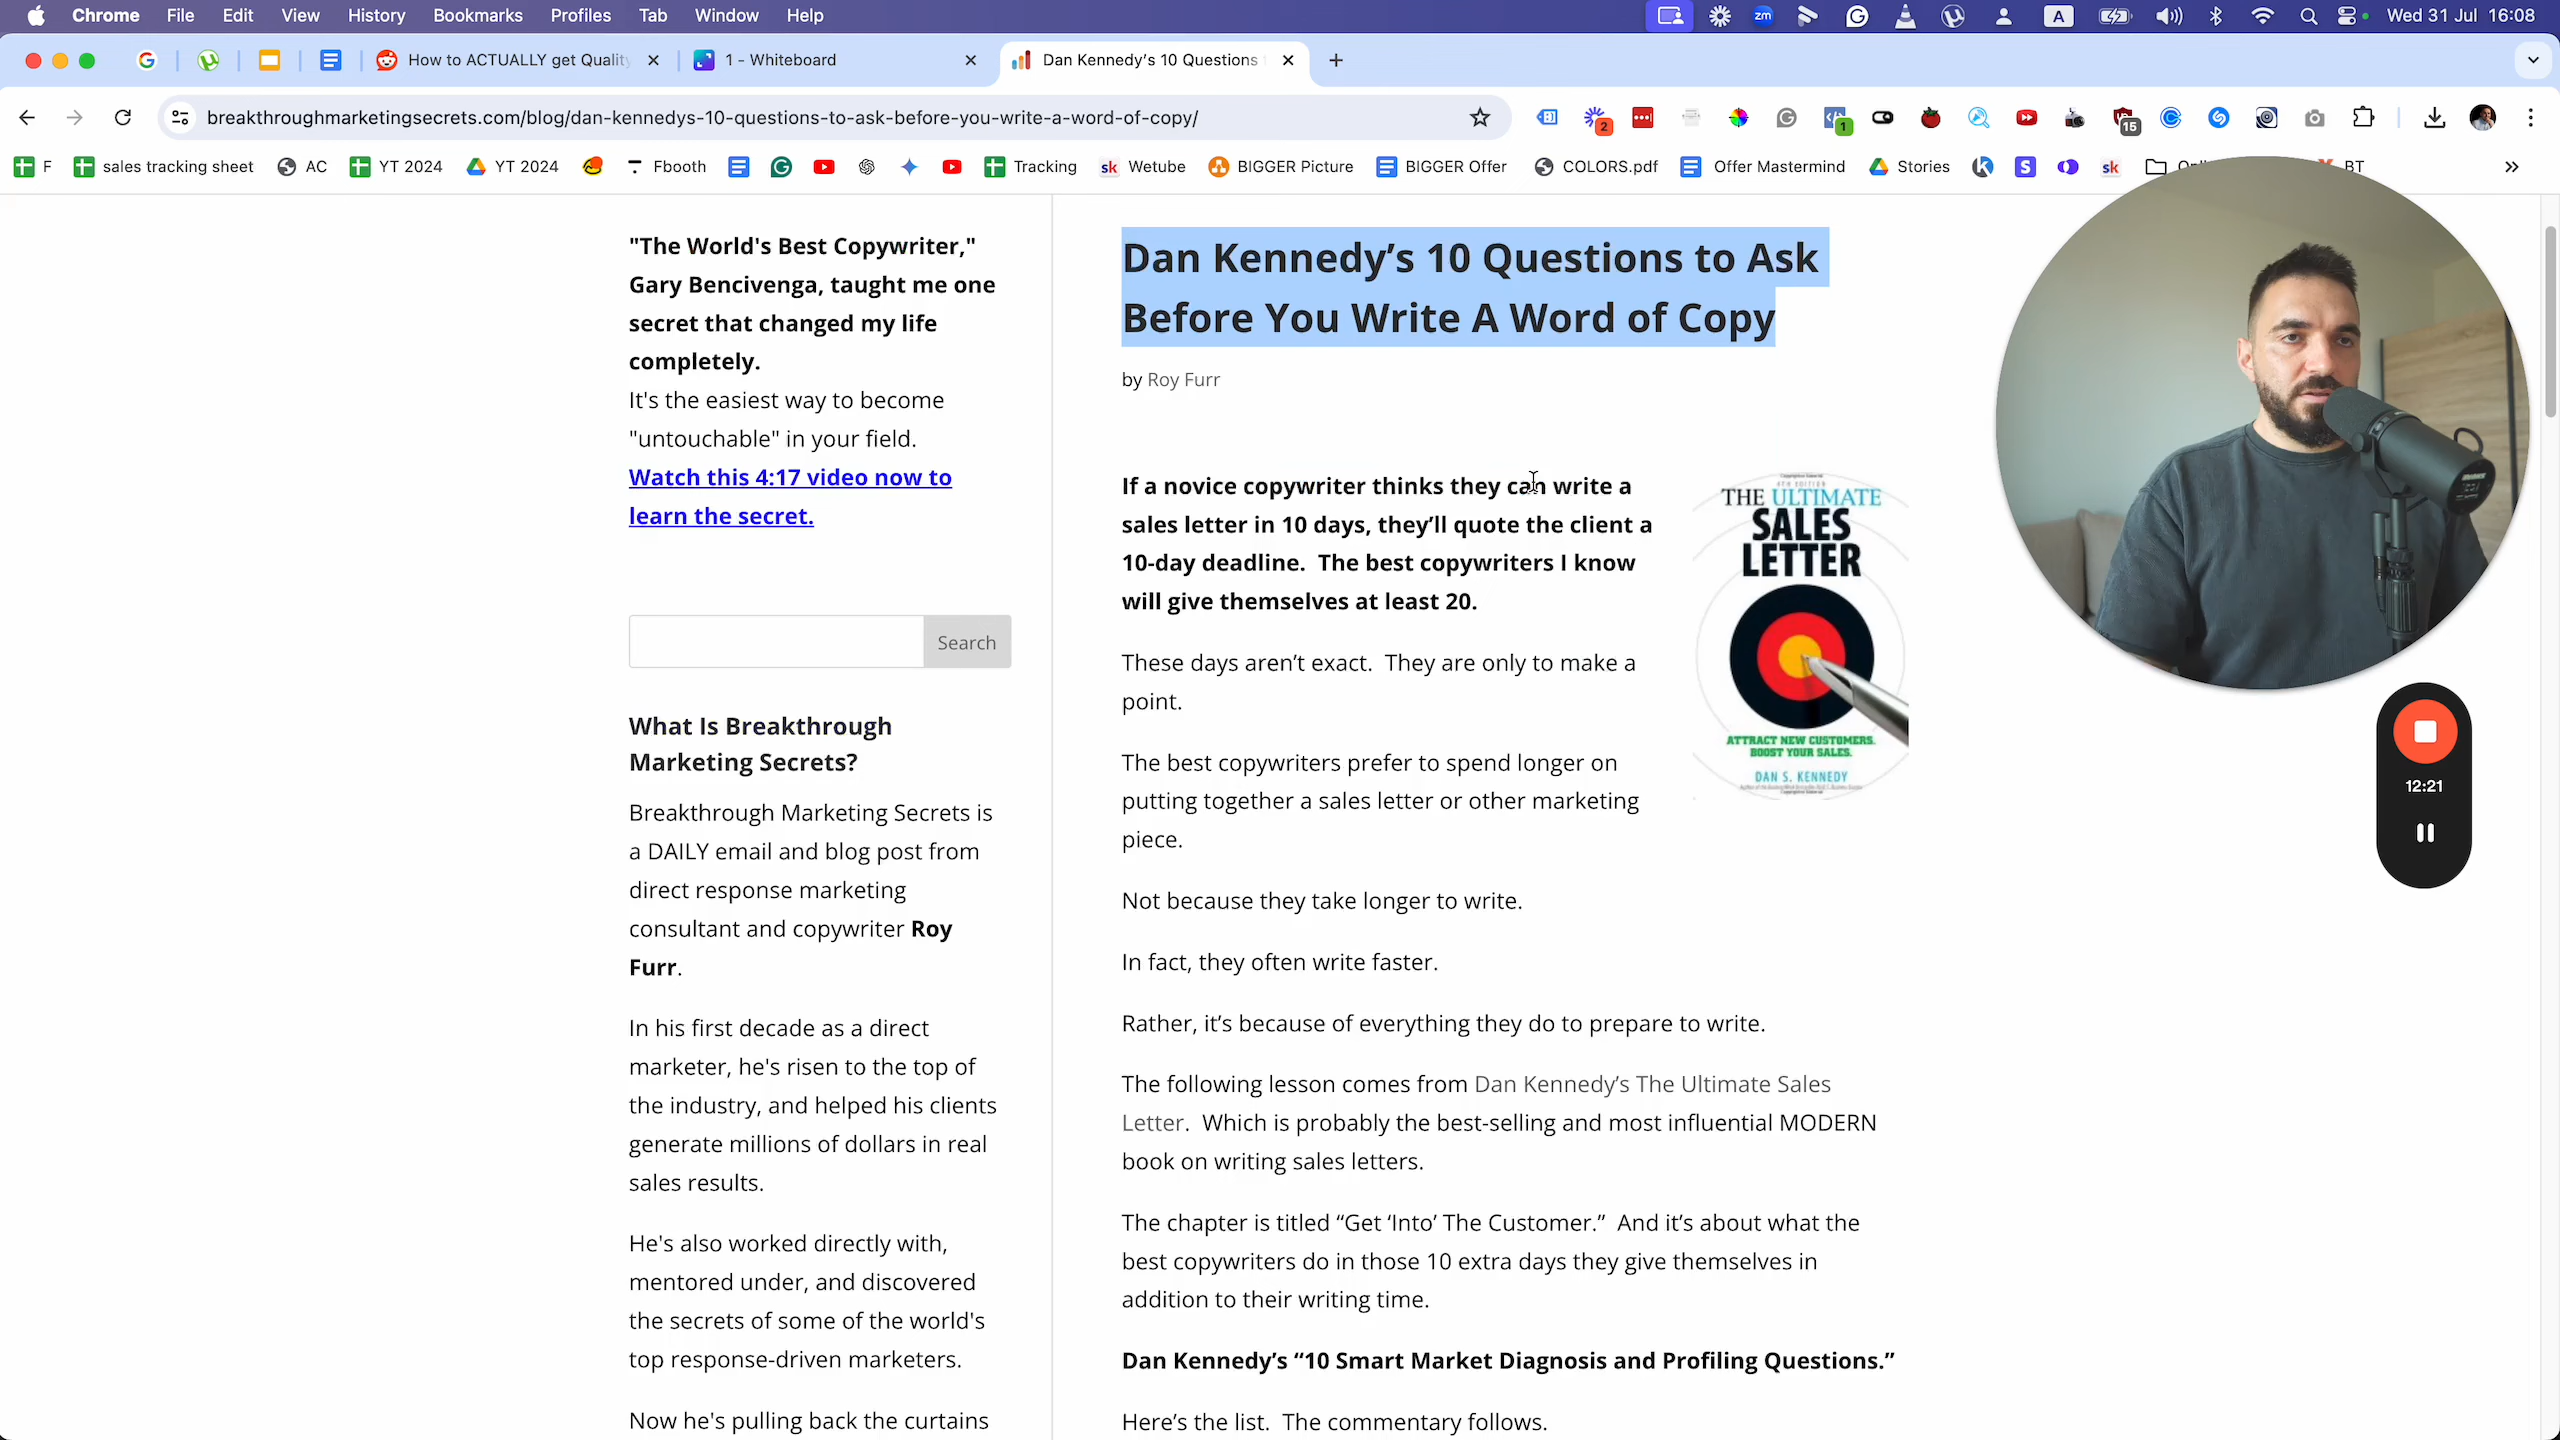 Chrome File Edit View History Bookmarks Profiles Tab Window Help
zm A Wed 31 Jul 16:08
How to ACTUALLY get Quality
1 - Whiteboard
Dan Kennedy’s 10 Questions
breakthroughmarketingsecrets.com/blog/dan-kennedys-10-questions-to-ask-before-you-write-a-word-of-copy/
2 1 15
F sales tracking sheet AC YT 2024 YT 2024 Fbooth Tracking sk Wetube BIGGER Picture BIGGER Offer COLORS.pdf Offer Mastermind Stories sk BT
"The World's Best Copywriter,"
Gary Bencivenga, taught me one
secret that changed my life
completely.
It's the easiest way to become
"untouchable" in your field.
Watch this 4:17 video now to
learn the secret.
Search
What Is Breakthrough
Marketing Secrets?
Breakthrough Marketing Secrets is
a DAILY email and blog post from
direct response marketing
consultant and copywriter Roy
Furr.
In his first decade as a direct
marketer, he's risen to the top of
the industry, and helped his clients
generate millions of dollars in real
sales results.
He's also worked directly with,
mentored under, and discovered
the secrets of some of the world's
top response-driven marketers.
Now he's pulling back the curtains
Dan Kennedy’s 10 Questions to Ask
Before You Write A Word of Copy
by Roy Furr
If a novice copywriter thinks they can write a
sales letter in 10 days, they’ll quote the client a
10-day deadline. The best copywriters I know
will give themselves at least 20.
These days aren’t exact. They are only to make a
point.
The best copywriters prefer to spend longer on
putting together a sales letter or other marketing
piece.
Not because they take longer to write.
In fact, they often write faster.
Rather, it’s because of everything they do to prepare to write.
The following lesson comes from Dan Kennedy’s The Ultimate Sales
Letter. Which is probably the best-selling and most influential MODERN
book on writing sales letters.
The chapter is titled “Get ‘Into’ The Customer.” And it’s about what the
best copywriters do in those 10 extra days they give themselves in
addition to their writing time.
Dan Kennedy’s “10 Smart Market Diagnosis and Profiling Questions.”
Here’s the list. The commentary follows.
4TH EDITION
THE ULTIMATE
SALES
LETTER
ATTRACT NEW CUSTOMERS.
BOOST YOUR SALES.
DAN S. KENNEDY
12:21